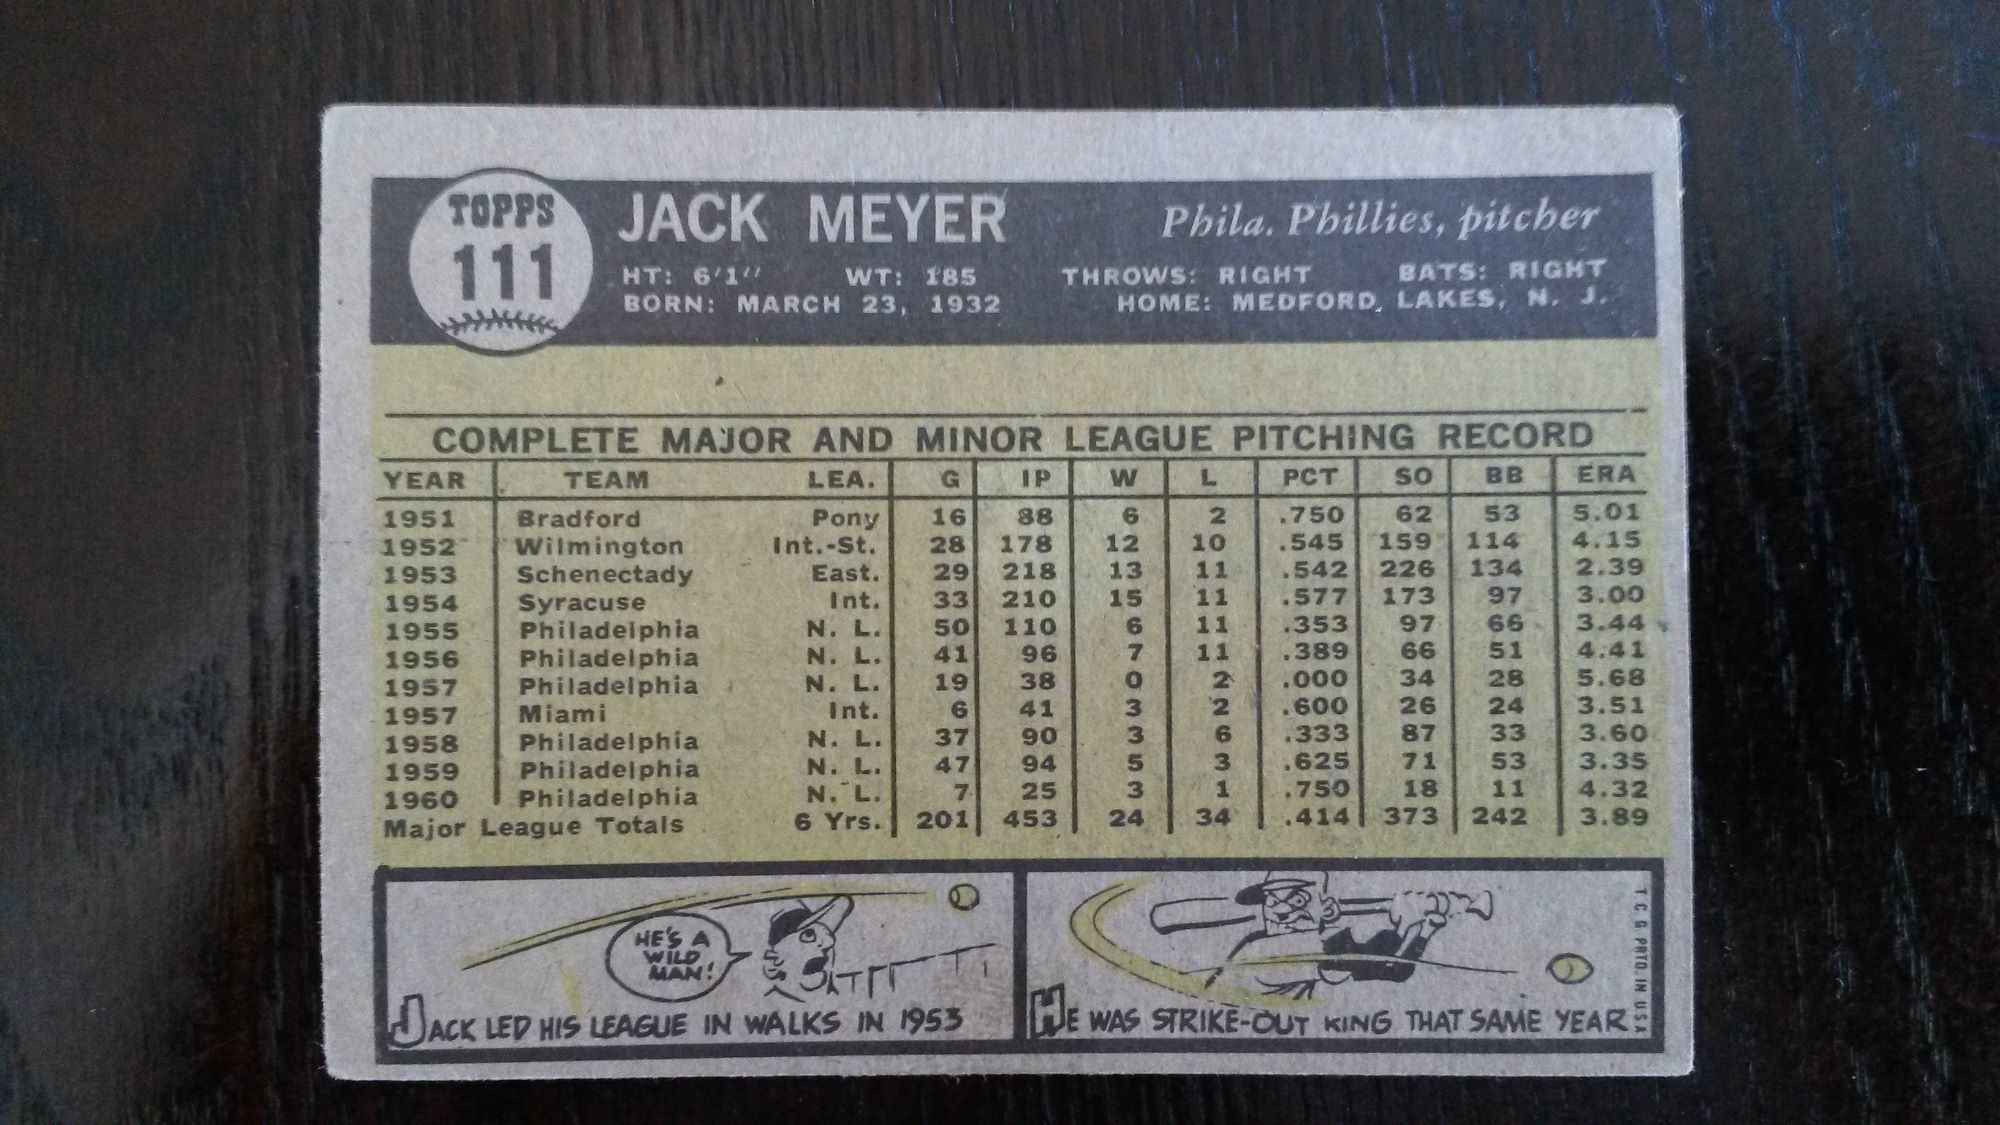 TOPPS
111
JACK MEYER
Phila. Phillies, pitcher
HT: 6'1" WT: 185 THROWS: RIGHT BATS: RIGHT
BORN: MARCH 23, 1932 HOME: MEDFORD LAKES, N. J.
COMPLETE MAJOR AND MINOR LEAGUE PITCHING RECORD
YEAR TEAM LEA. G IP W L PCT SO BB ERA
1951 Bradford Pony 16 88 6 2 .750 62 53 5.01
1952 Wilmington Int.-St. 28 178 12 10 .545 159 114 4.15
1953 Schenectady East. 29 218 13 11 .542 226 134 2.39
1954 Syracuse Int. 33 210 15 11 .577 173 97 3.00
1955 Philadelphia N. L. 50 110 6 11 .353 97 66 3.44
1956 Philadelphia N. L. 41 96 7 11 .389 66 51 4.41
1957 Philadelphia N. L. 19 38 0 2 .000 34 28 5.68
1957 Miami Int. 6 41 3 2 .600 26 24 3.51
1958 Philadelphia N. L. 37 90 3 6 .333 87 33 3.60
1959 Philadelphia N. L. 47 94 5 3 .625 71 53 3.35
1960 Philadelphia N. L. 7 25 3 1 .750 18 11 4.32
Major League Totals 6 Yrs. 201 453 24 34 .414 373 242 3.89
HE'S A
WILD
MAN!
JACK LED HIS LEAGUE IN WALKS IN 1953
HE WAS STRIKE-OUT KING THAT SAME YEAR
T.C.G. PRTD. IN U.S.A.